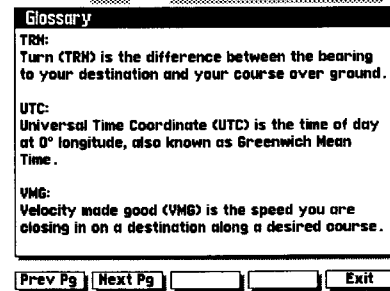 Glossary
TRN:
Turn (TRN) is the difference between the bearing
to your destination and your course over ground.
UTC:
Universal Time Coordinate (UTC) is the time of day
at 0° longitude, also known as Greenwich Mean
Time.
VMG:
Velocity made good (VMG) is the speed you are
closing in on a destination along a desired course.
Prev Pg Next Pg Exit